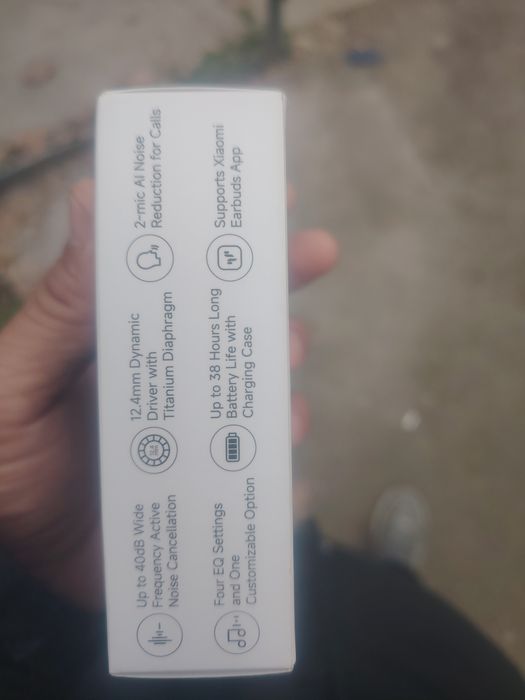 Up to 40dB Wide
Frequency Active
Noise Cancellation
12.4mm Dynamic
Driver with
Titanium Diaphragm
2-mic AI Noise
Reduction for Calls
Four EQ Settings
and One
Customizable Option
Up to 38 Hours Long
Battery Life with
Charging Case
Supports Xiaomi
Earbuds App